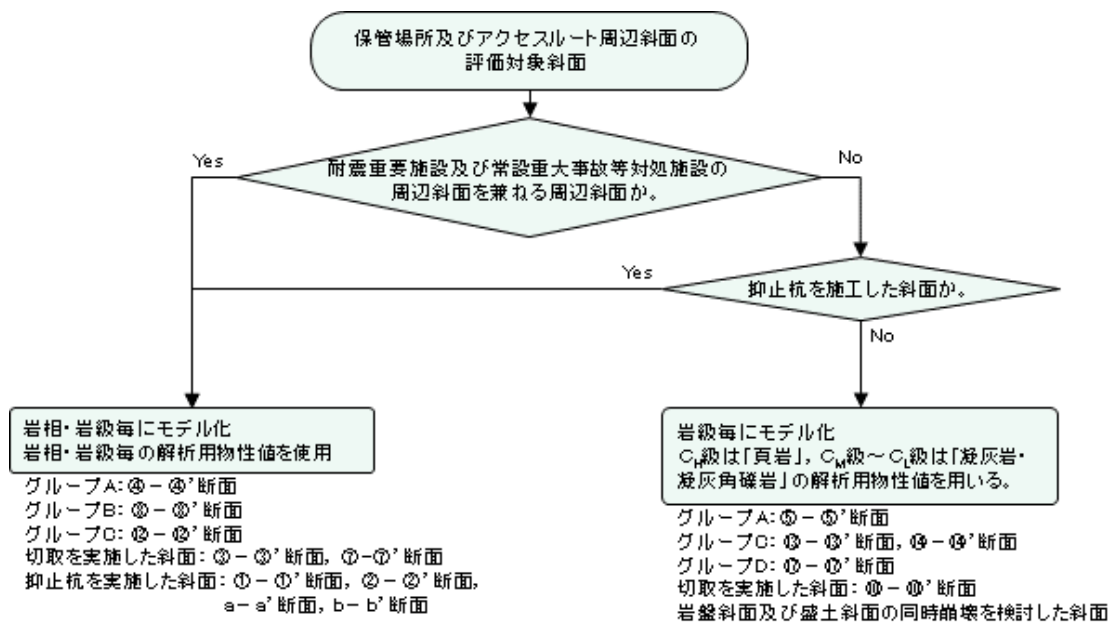 保管場所及びアクセスルート周辺斜面の
評価対象斜面
耐震重要施設及び常設重大事故等対処施設の
周辺斜面を兼ねる周辺斜面か。
Yes
No
抑止杭を施工した斜面か。
Yes
No
岩相・岩級毎にモデル化
岩相・岩級毎の解析用物性値を使用
グループA:④-④'断面
グループB:
グループC:⑫-⑫'断面
切取を実施した斜面:③-③'断面, ⑦-⑦'断面
抑止杭を実施した斜面:①-①'断面, ②-②'断面,
a-a'断面, b-b'断面
岩級毎にモデル化
CH級は「頁岩」, CM級~CL級は「凝灰岩・
凝灰角礫岩」の解析用物性値を用いる。
グループA:⑤-⑤'断面
グループC:⑬-⑬'断面, ⑭-⑭'断面
グループD:⑰-⑰'断面
切取を実施した斜面:
岩盤斜面及び盛土斜面の同時崩壊を検討した斜面